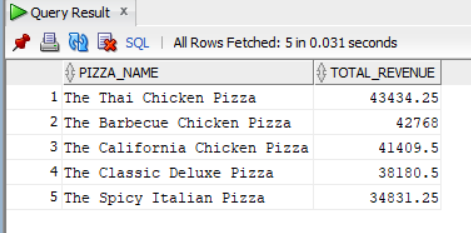 Query Result x
SQL | All Rows Fetched: 5 in 0.031 seconds
PIZZA_NAME TOTAL_REVENUE
1 The Thai Chicken Pizza 43434.25
2 The Barbecue Chicken Pizza 42768
3 The California Chicken Pizza 41409.5
4 The Classic Deluxe Pizza 38180.5
5 The Spicy Italian Pizza 34831.25